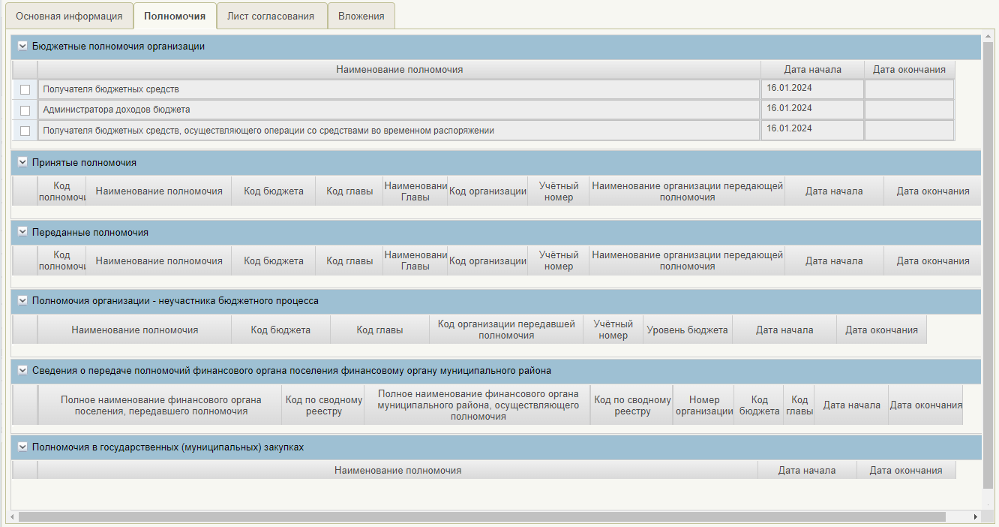 Основная информация Полномочия Лист согласования Вложения
Бюджетные полномочия организации
Наименование полномочия Дата начала Дата окончания
Получателя бюджетных средств 16.01.2024
Администратора доходов бюджета 16.01.2024
Получателя бюджетных средств, осуществляющего операции со средствами во временном распоряжении 16.01.2024
Принятые полномочия
Код полномочи Наименование полномочия Код бюджета Код главы Наименовани Главы Код организации Учётный номер Наименование организации передающей полномочия Дата начала Дата окончания
Переданные полномочия
Код полномочи Наименование полномочия Код бюджета Код главы Наименовани Главы Код организации Учётный номер Наименование организации передающей полномочия Дата начала Дата окончания
Полномочия организации - неучастника бюджетного процесса
Наименование полномочия Код бюджета Код главы Код организации передавшей полномочия Учётный номер Уровень бюджета Дата начала Дата окончания
Сведения о передаче полномочий финансового органа поселения финансовому органу муниципального района
Полное наименование финансового органа поселения, передавшего полномочия Код по сводному реестру Полное наименование финансового органа муниципального района, осуществляющего полномочия Код по сводному реестру Номер организации Код бюджета Код главы Дата начала Дата окончания
Полномочия в государственных (муниципальных) закупках
Наименование полномочия Дата начала Дата окончания